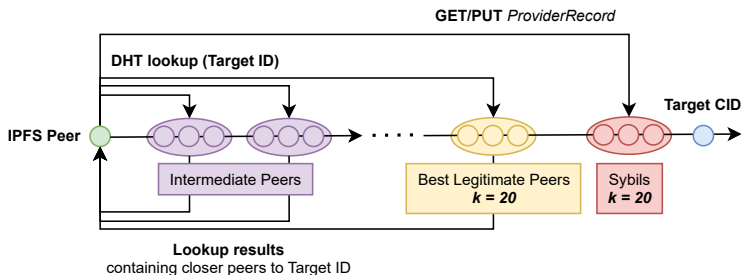 GET/PUT ProviderRecord
DHT lookup (Target ID)
Target CID
IPFS Peer
Intermediate Peers
Best Legitimate Peers
k = 20
Sybils
k = 20
Lookup results
containing closer peers to Target ID